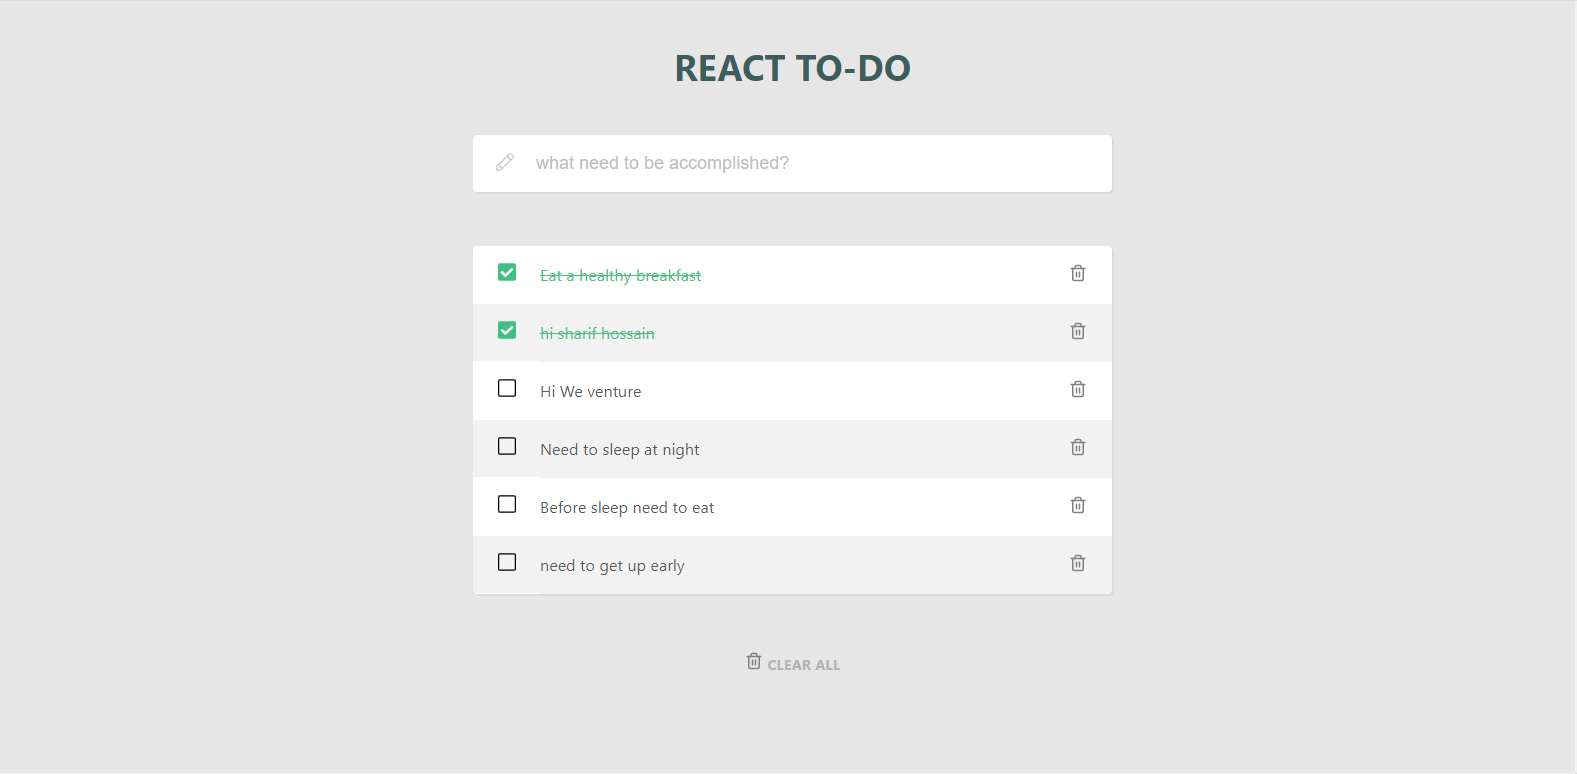 REACT TO-DO
what need to be accomplished?
Eat a healthy breakfast
hi sharif hossain
Hi We venture
Need to sleep at night
Before sleep need to eat
need to get up early
CLEAR ALL